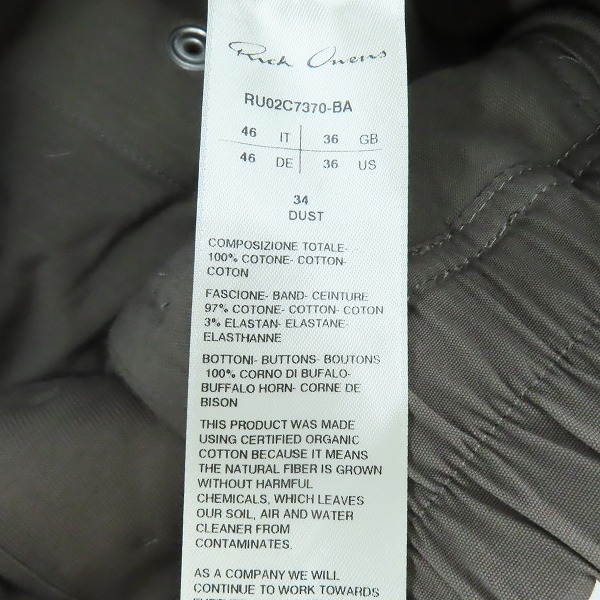 Rick Owens
RU02C7370-BA
46 IT 36 GB
46 DE 36 US
34
DUST
COMPOSIZIONE TOTALE-
100% COTONE- COTTON-
COTON
FASCIONE- BAND- CEINTURE
97% COTONE- COTTON- COTON
3% ELASTAN- ELASTANE-
ELASTHANNE
BOTTONI- BUTTONS- BOUTONS
100% CORNO DI BUFALO-
BUFFALO HORN- CORNE DE
BISON
THIS PRODUCT WAS MADE
USING CERTIFIED ORGANIC
COTTON BECAUSE IT MEANS
THE NATURAL FIBER IS GROWN
WITHOUT HARMFUL
CHEMICALS, WHICH LEAVES
OUR SOIL, AIR AND WATER
CLEANER FROM
CONTAMINATES.
AS A COMPANY WE WILL
CONTINUE TO WORK TOWARDS